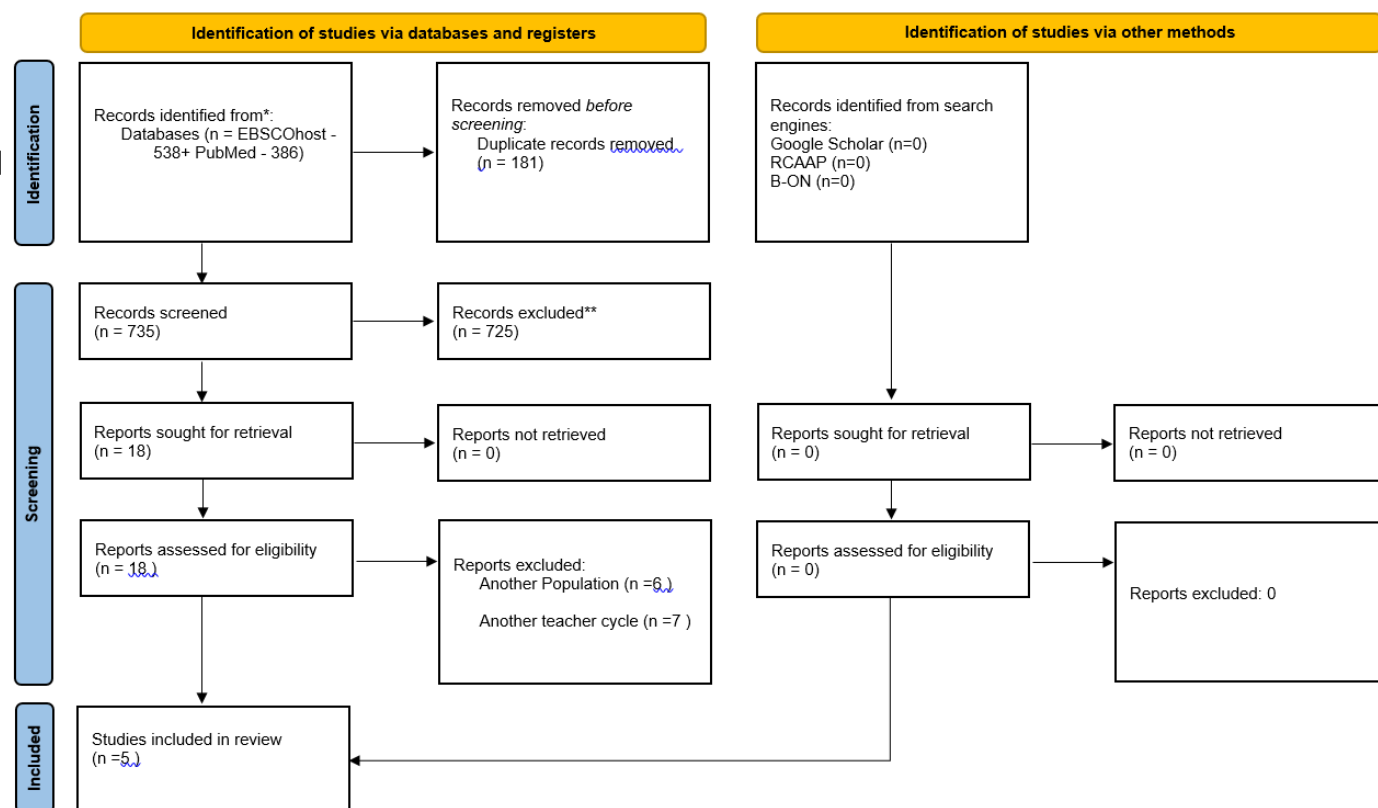 Identification of studies via databases and registers
Identification of studies via other methods
Identification
Records identified from*:
Databases (n = EBSCOhost -
538+ PubMed - 386)
Records removed before
screening:
Duplicate records removed
(n = 181)
Records identified from search
engines:
Google Scholar (n=0)
RCAAP (n=0)
B-ON (n=0)
Screening
Records screened
(n = 735)
Records excluded**
(n = 725)
Reports sought for retrieval
(n = 18)
Reports not retrieved
(n = 0)
Reports sought for retrieval
(n = 0)
Reports not retrieved
(n = 0)
Reports assessed for eligibility
(n = 18 )
Reports excluded:
Another Population (n =6 )
Another teacher cycle (n =7 )
Reports assessed for eligibility
(n = 0)
Reports excluded: 0
Included
Studies included in review
(n =5 )